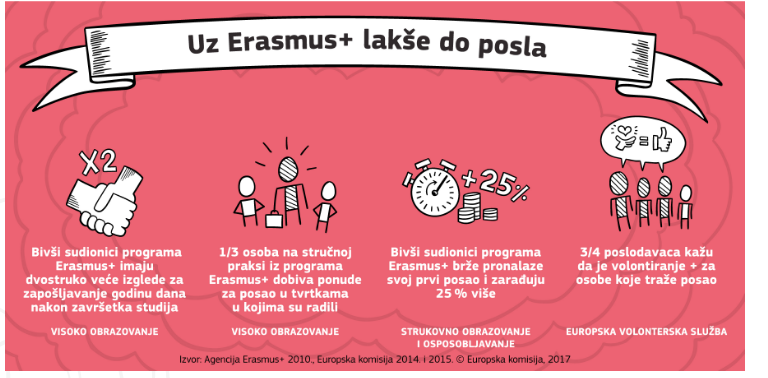 Uz Erasmus+ lakše do posla
X2
+25%
=
Bivši sudionici programa
Erasmus+ imaju
dvostruko veće izglede za
zapošljavanje godinu dana
nakon završetka studija
VISOKO OBRAZOVANJE
1/3 osoba na stručnoj
praksi iz programa
Erasmus+ dobiva ponude
za posao u tvrtkama
u kojima su radili
VISOKO OBRAZOVANJE
Bivši sudionici programa
Erasmus+ brže pronalaze
svoj prvi posao i zarađuju
25 % više
STRUKOVNO OBRAZOVANJE
I OSPOSOBLJAVANJE
3/4 poslodavaca kažu
da je volontiranje + za
osobe koje traže posao
EUROPSKA VOLONTERSKA SLUŽBA
Izvor: Agencija Erasmus+ 2010., Europska komisija 2014. i 2015. © Europska komisija, 2017